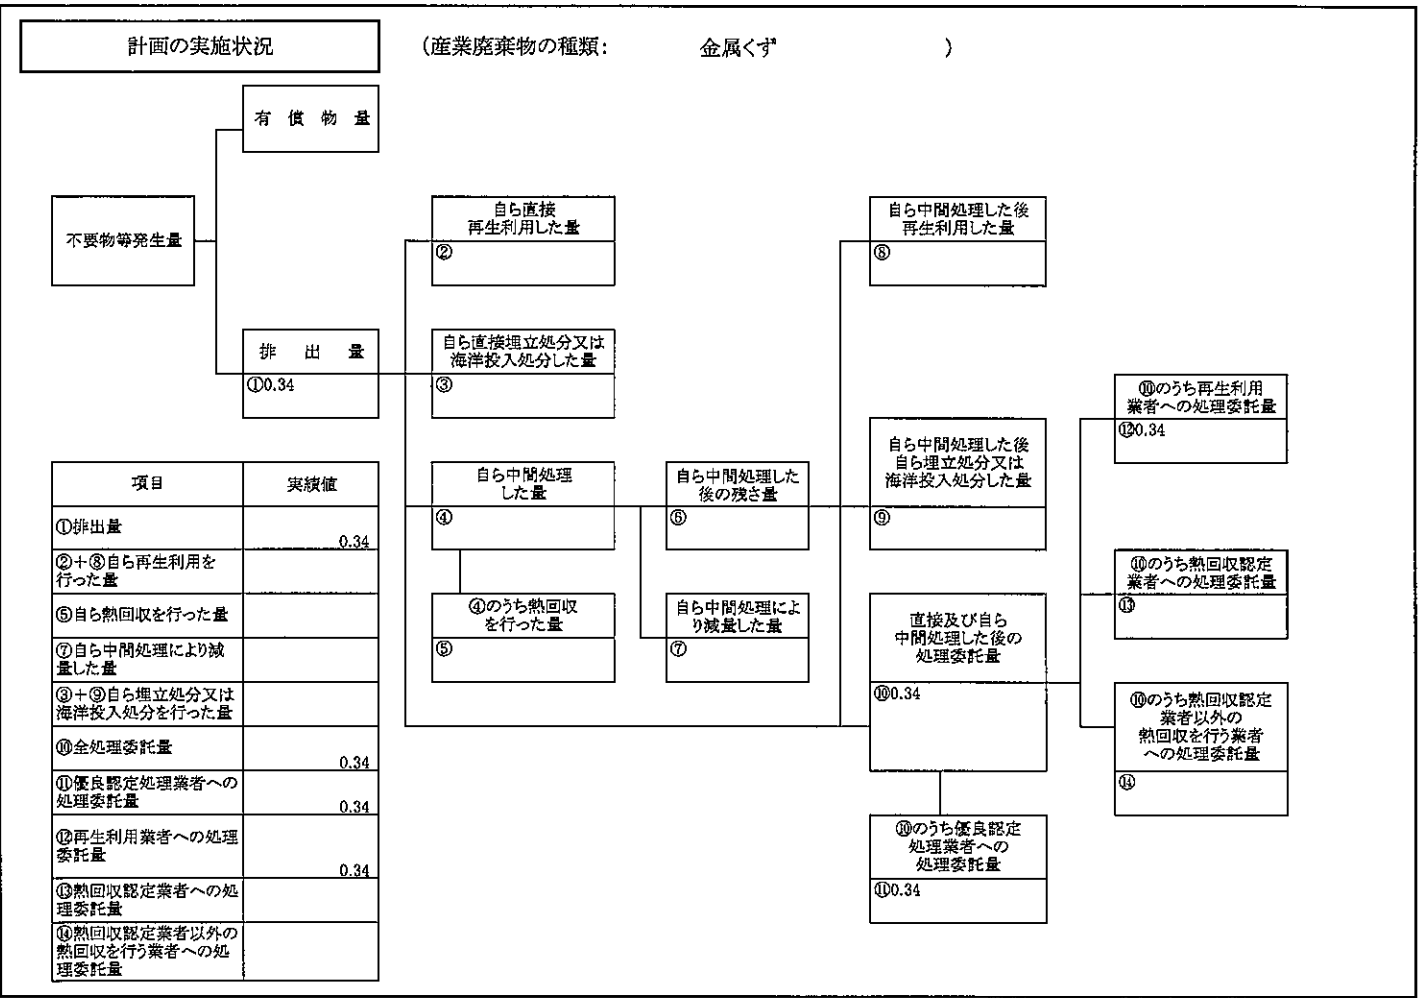 計画の実施状況
(産業廃棄物の種類: 金属くず )
有償物量
不要物等発生量
排出量
①0.34
自ら直接
再生利用した量
②
自ら直接埋立処分又は
海洋投入処分した量
③
自ら中間処理
した量
④
④のうち熱回収
を行った量
⑤
自ら中間処理した
後の残さ量
⑥
自ら中間処理によ
り減量した量
⑦
自ら中間処理した後
再生利用した量
⑧
自ら中間処理した後
自ら埋立処分又は
海洋投入処分した量
⑨
直接及び自ら
中間処理した後の
処理委託量
⑩0.34
⑩のうち優良認定
処理業者への
処理委託量
⑪0.34
⑩のうち再生利用
業者への処理委託量
⑫0.34
⑩のうち熱回収認定
業者への処理委託量
⑬
⑩のうち熱回収認定
業者以外の
熱回収を行う業者
への処理委託量
⑭
項目 実績値
①排出量 0.34
②+⑧自ら再生利用を
行った量
⑤自ら熱回収を行った量
⑦自ら中間処理により減
量した量
③+⑨自ら埋立処分又は
海洋投入処分を行った量
⑩全処理委託量 0.34
⑪優良認定処理業者への
処理委託量 0.34
⑫再生利用業者への処理
委託量 0.34
⑬熱回収認定業者への処
理委託量
⑭熱回収認定業者以外の
熱回収を行う業者への処
理委託量